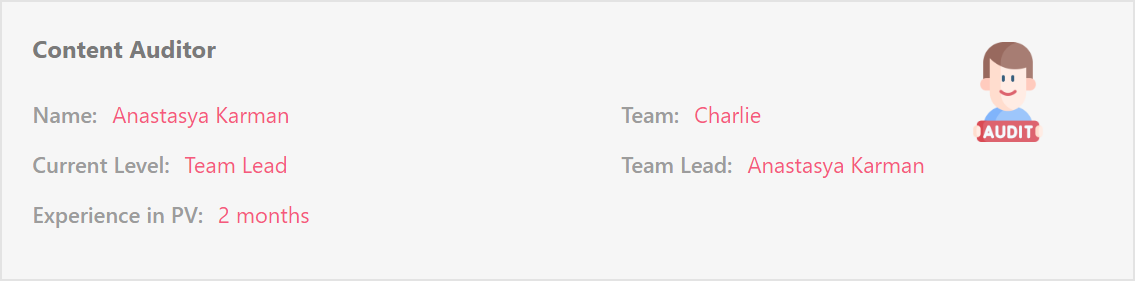 Content Auditor
Name: Anastasya Karman
Team: Charlie
Current Level: Team Lead
Team Lead: Anastasya Karman
Experience in PV: 2 months
AUDIT